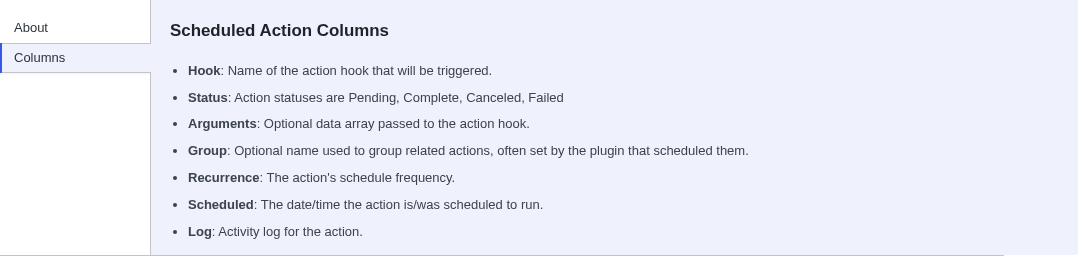 About
Columns
Scheduled Action Columns
Hook: Name of the action hook that will be triggered.
Status: Action statuses are Pending, Complete, Canceled, Failed
Arguments: Optional data array passed to the action hook.
Group: Optional name used to group related actions, often set by the plugin that scheduled them.
Recurrence: The action's schedule frequency.
Scheduled: The date/time the action is/was scheduled to run.
Log: Activity log for the action.